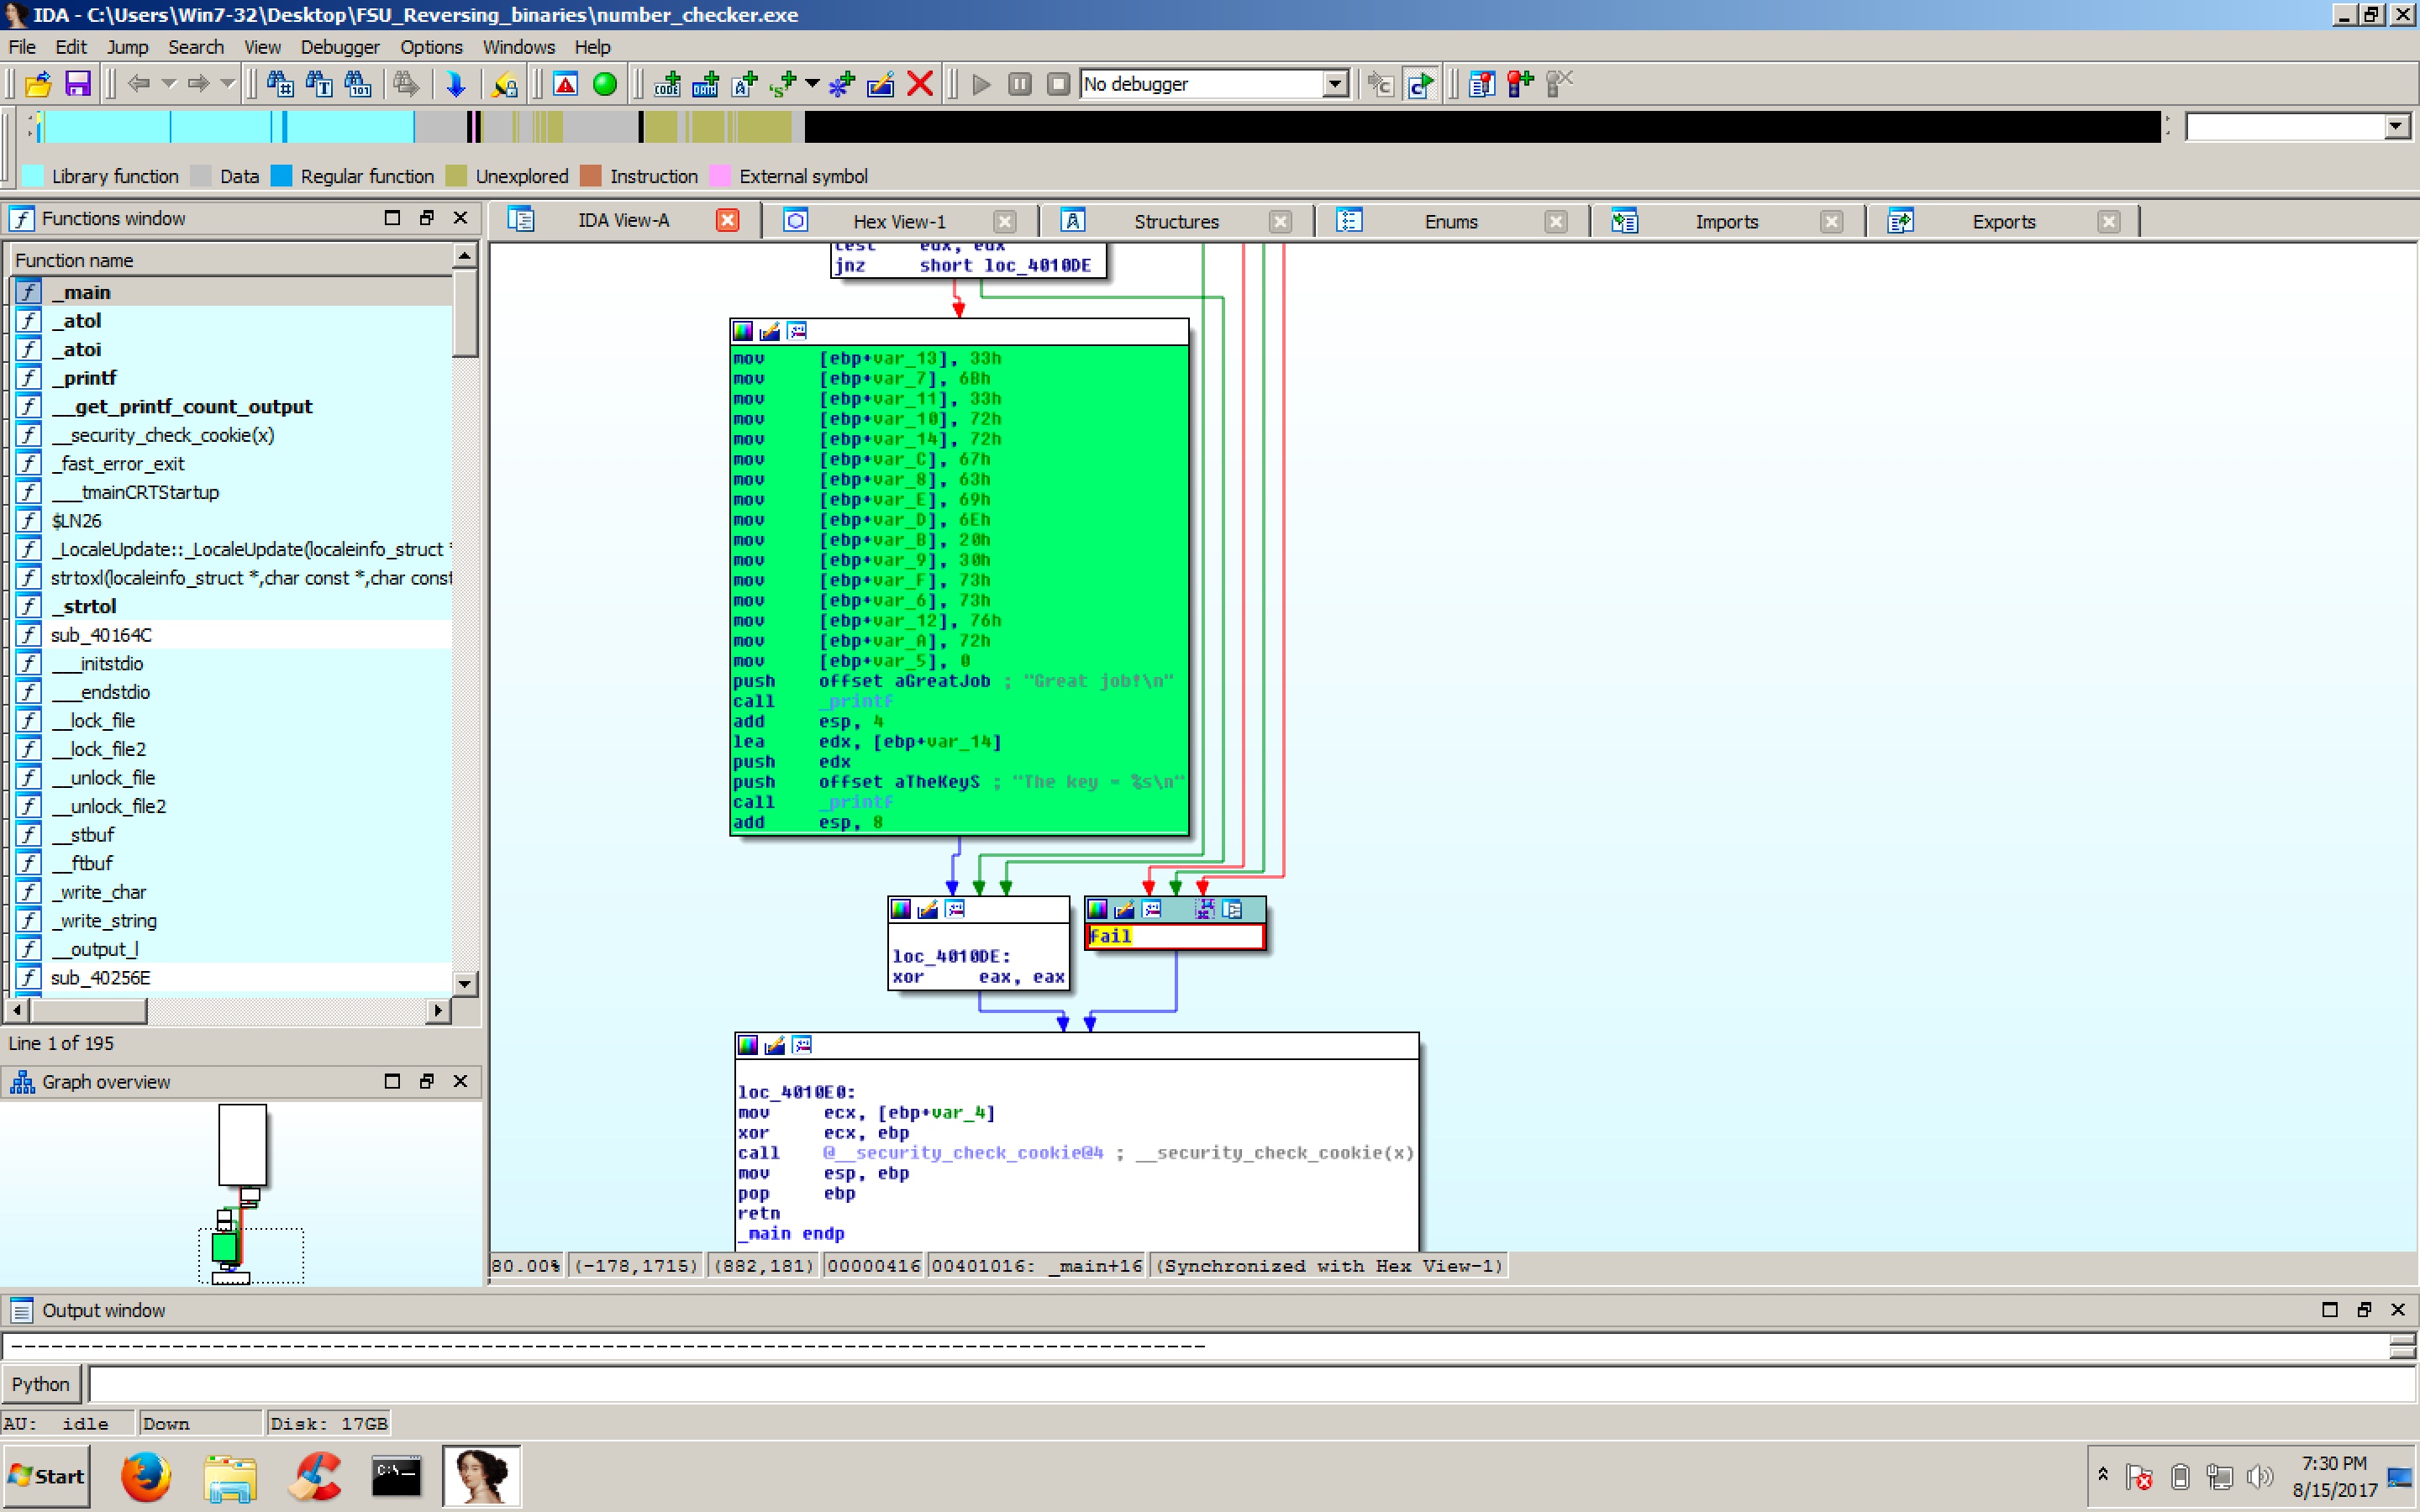 IDA - C:\Users\Win7-32\Desktop\FSU_Reversing_binaries\number_checker.exe
File Edit Jump Search View Debugger Options Windows Help
No debugger
Library function Data Regular function Unexplored Instruction External symbol
Functions window
IDA View-A Hex View-1 Structures Enums Imports Exports
Function name
_main
_atol
_atoi
_printf
__get_printf_count_output
__security_check_cookie(x)
_fast_error_exit
___tmainCRTStartup
$LN26
_LocaleUpdate::_LocaleUpdate(localeinfo_struct *
strtoxl(localeinfo_struct *,char const *,char const
_strtol
sub_40164C
___initstdio
___endstdio
__lock_file
__lock_file2
__unlock_file
__unlock_file2
__stbuf
__ftbuf
_write_char
_write_string
__output_l
sub_40256E
Line 1 of 195
Graph overview
test edx, edx
jnz short loc_4010DE
mov [ebp+var_13], 33h
mov [ebp+var_7], 6Bh
mov [ebp+var_11], 33h
mov [ebp+var_10], 72h
mov [ebp+var_14], 72h
mov [ebp+var_C], 67h
mov [ebp+var_8], 63h
mov [ebp+var_E], 69h
mov [ebp+var_D], 6Eh
mov [ebp+var_B], 20h
mov [ebp+var_9], 30h
mov [ebp+var_F], 73h
mov [ebp+var_6], 73h
mov [ebp+var_12], 76h
mov [ebp+var_A], 72h
mov [ebp+var_5], 0
push offset aGreatJob ; "Great job!\n"
call _printf
add esp, 4
lea edx, [ebp+var_14]
push edx
push offset aTheKeyS ; "The key = %s\n"
call _printf
add esp, 8
loc_4010DE:
xor eax, eax
Fail
loc_4010E0:
mov ecx, [ebp+var_4]
xor ecx, ebp
call @__security_check_cookie@4 ; __security_check_cookie(x)
mov esp, ebp
pop ebp
retn
_main endp
80.00% (-178,1715) (882,181) 00000416 00401016: _main+16 (Synchronized with Hex View-1)
Output window
Python
AU: idle Down Disk: 17GB
Start
C:\_
7:30 PM
8/15/2017